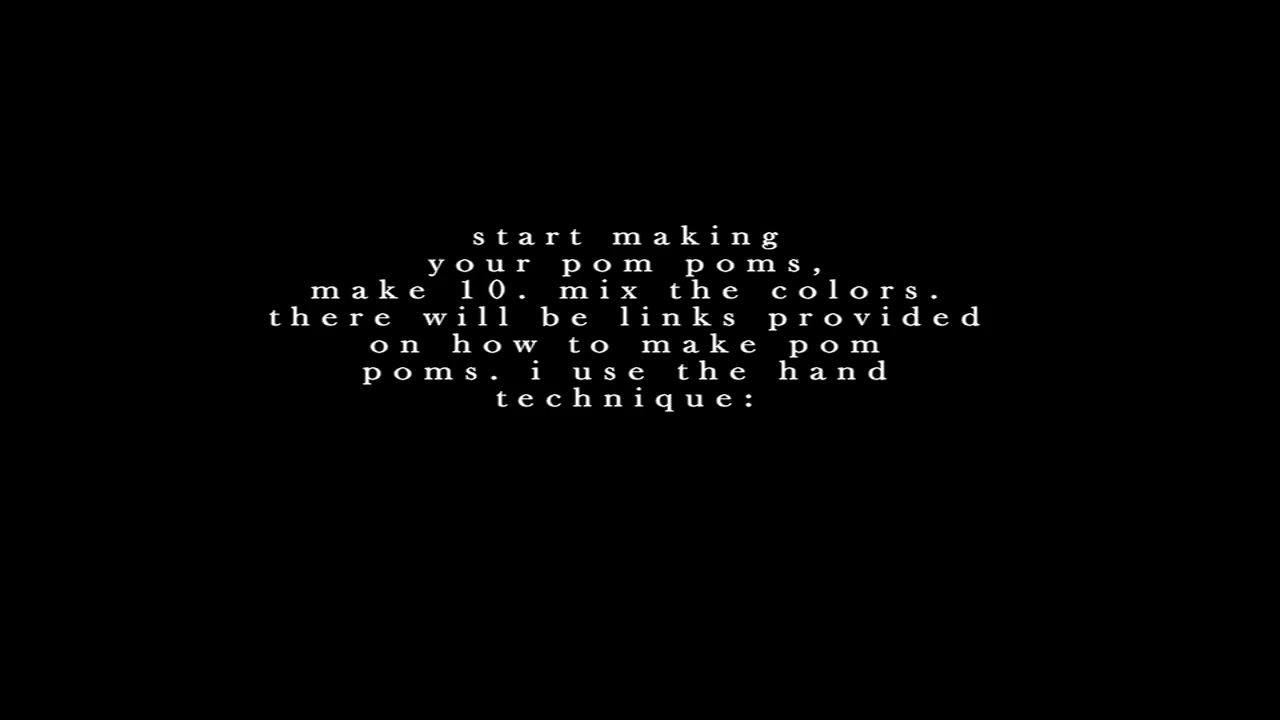 start making
your pom poms,
make 10. mix the colors.
there will be links provided
on how to make pom
poms. i use the hand
technique: